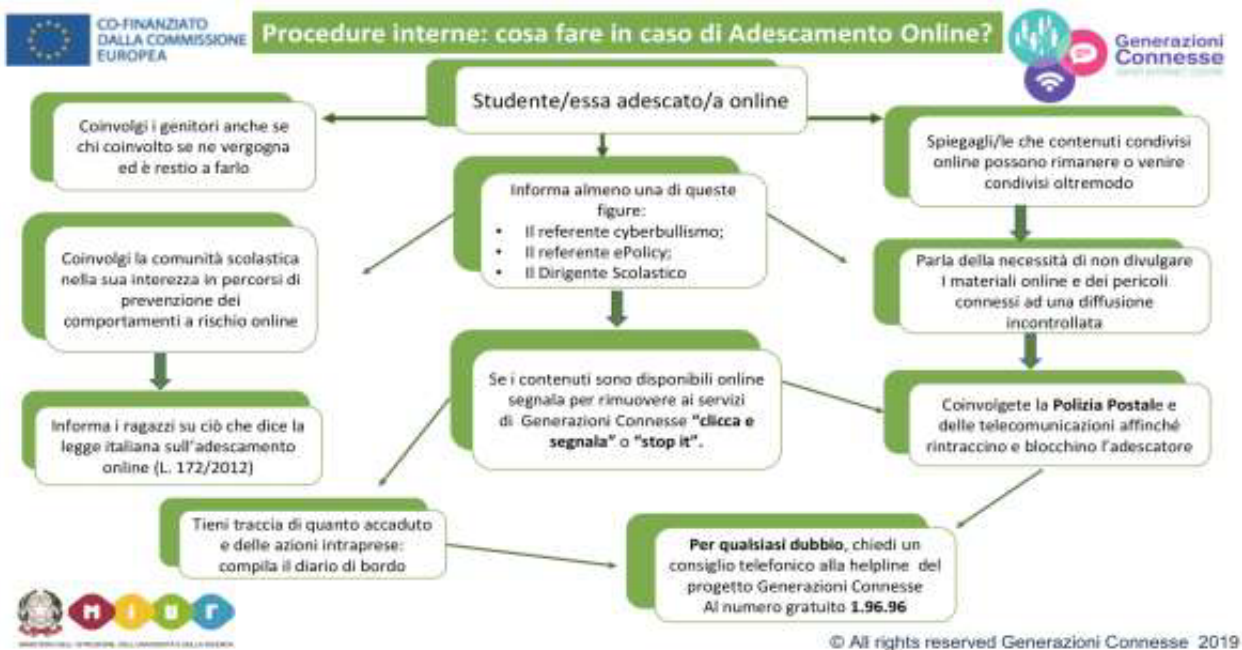 CO-FINANZIATO
DALLA COMMISSIONE
EUROPEA
Procedure interne: cosa fare in caso di Adescamento Online?
Generazioni
Connesse
Studente/essa adescato/a online
Coinvolgi i genitori anche se
chi coinvolto se ne vergogna
ed è restio a farlo
Spiegagli/le che contenuti condivisi
online possono rimanere o venire
condivisi oltremodo
Informa almeno una di queste
figure:
• Il referente cyberbullismo;
• Il referente ePolicy;
• Il Dirigente Scolastico
Coinvolgi la comunità scolastica
nella sua interezza in percorsi di
prevenzione dei
comportamenti a rischio online
Parla della necessità di non divulgare
I materiali online e dei pericoli
connessi ad una diffusione
incontrollata
Se i contenuti sono disponibili online
segnala per rimuovere ai servizi
di Generazioni Connesse "clicca e
segnala" o "stop it".
Informa i ragazzi su ciò che dice la
legge italiana sull'adescamento
online (L. 172/2012)
Coinvolgete la Polizia Postale e
delle telecomunicazioni affinché
rintraccino e blocchino l'adescatore
Tieni traccia di quanto accaduto
e delle azioni intraprese:
compila il diario di bordo
Per qualsiasi dubbio, chiedi un
consiglio telefonico alla helpline del
progetto Generazioni Connesse
Al numero gratuito 1.96.96
MIUR
© All rights reserved Generazioni Connesse 2019